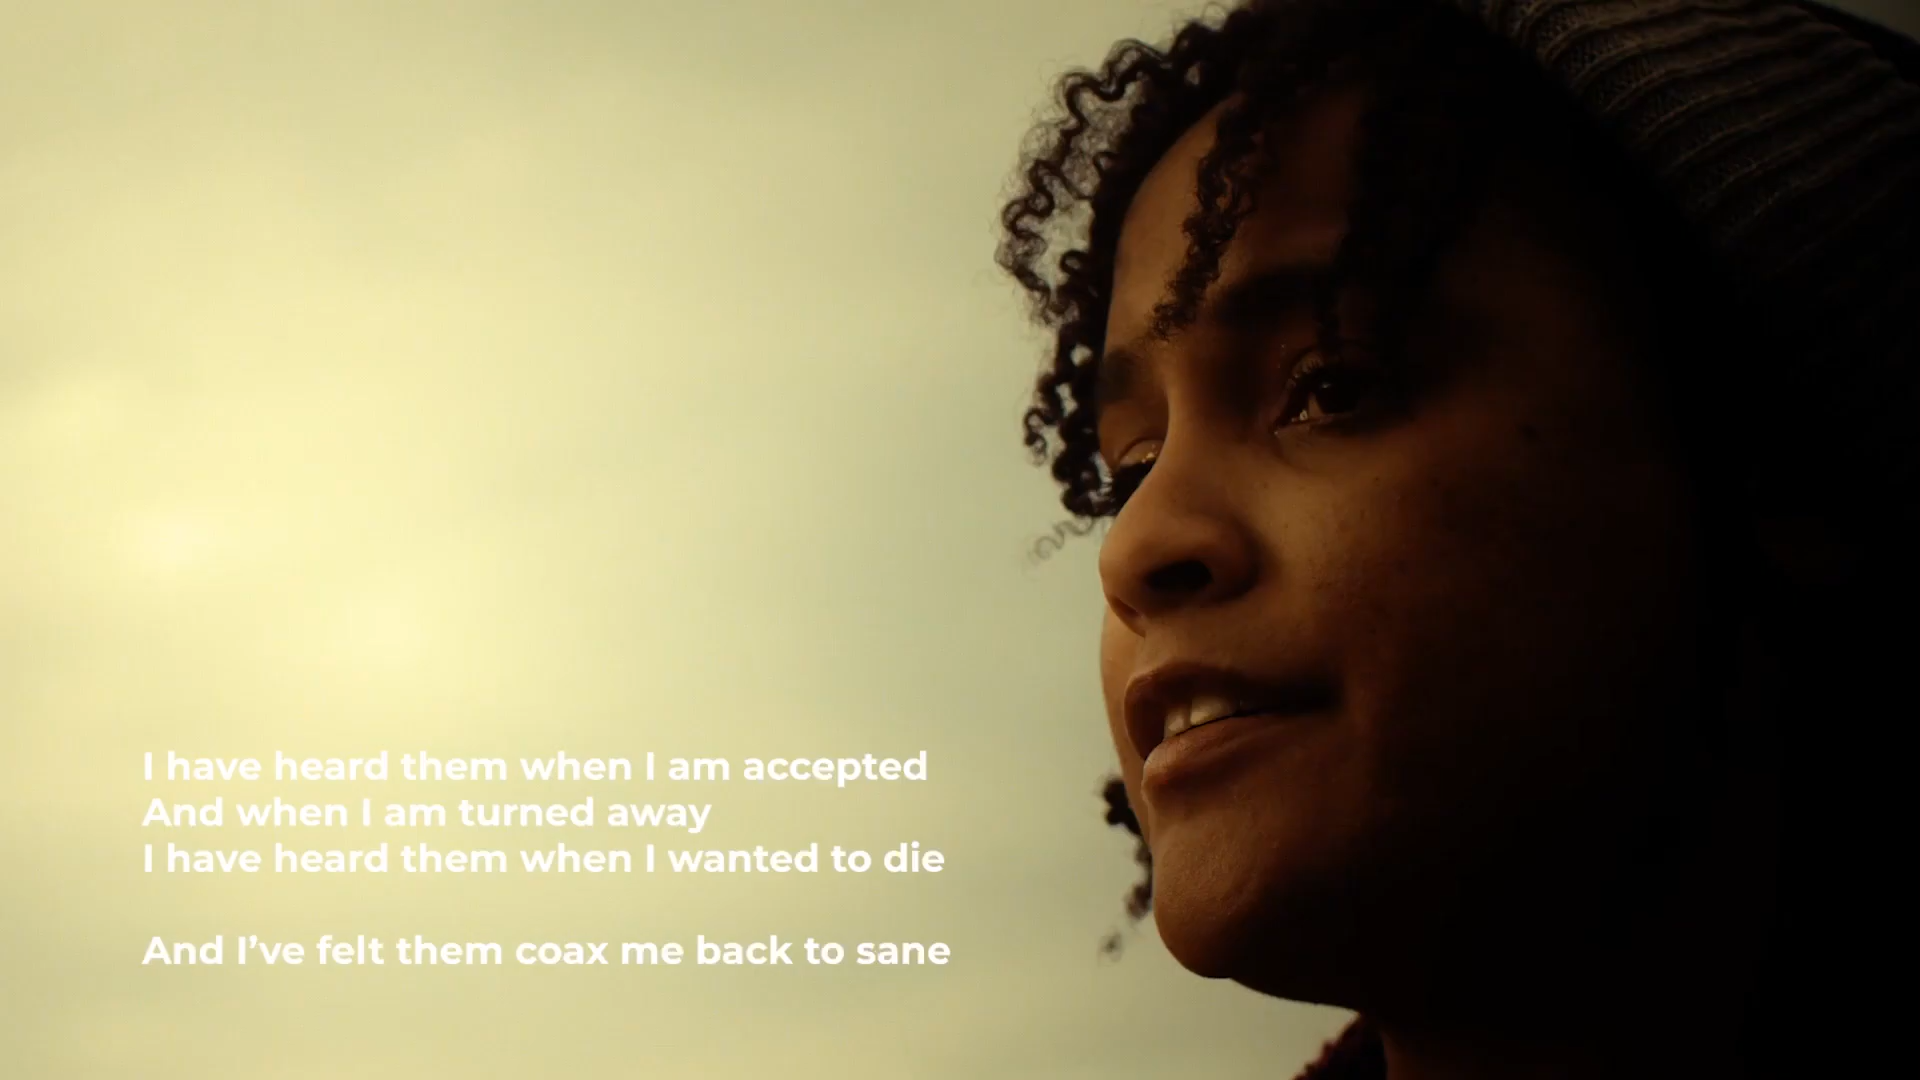 I have heard them when I am accepted
And when I am turned away
I have heard them when I wanted to die
And I’ve felt them coax me back to sane